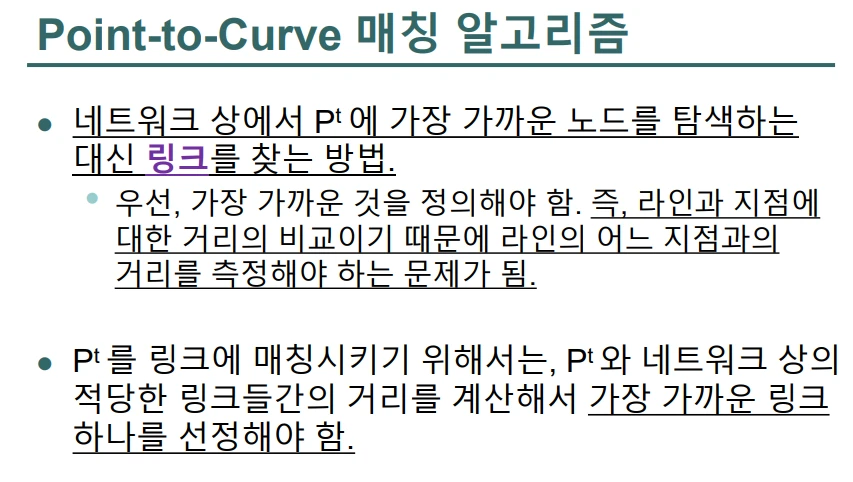 Point-to-Curve 매칭 알고리즘
● 네트워크 상에서 Pᵗ 에 가장 가까운 노드를 탐색하는
대신 링크를 찾는 방법.
● 우선, 가장 가까운 것을 정의해야 함. 즉, 라인과 지점에
대한 거리의 비교이기 때문에 라인의 어느 지점과의
거리를 측정해야 하는 문제가 됨.
● Pᵗ 를 링크에 매칭시키기 위해서는, Pᵗ 와 네트워크 상의
적당한 링크들간의 거리를 계산해서 가장 가까운 링크
하나를 선정해야 함.